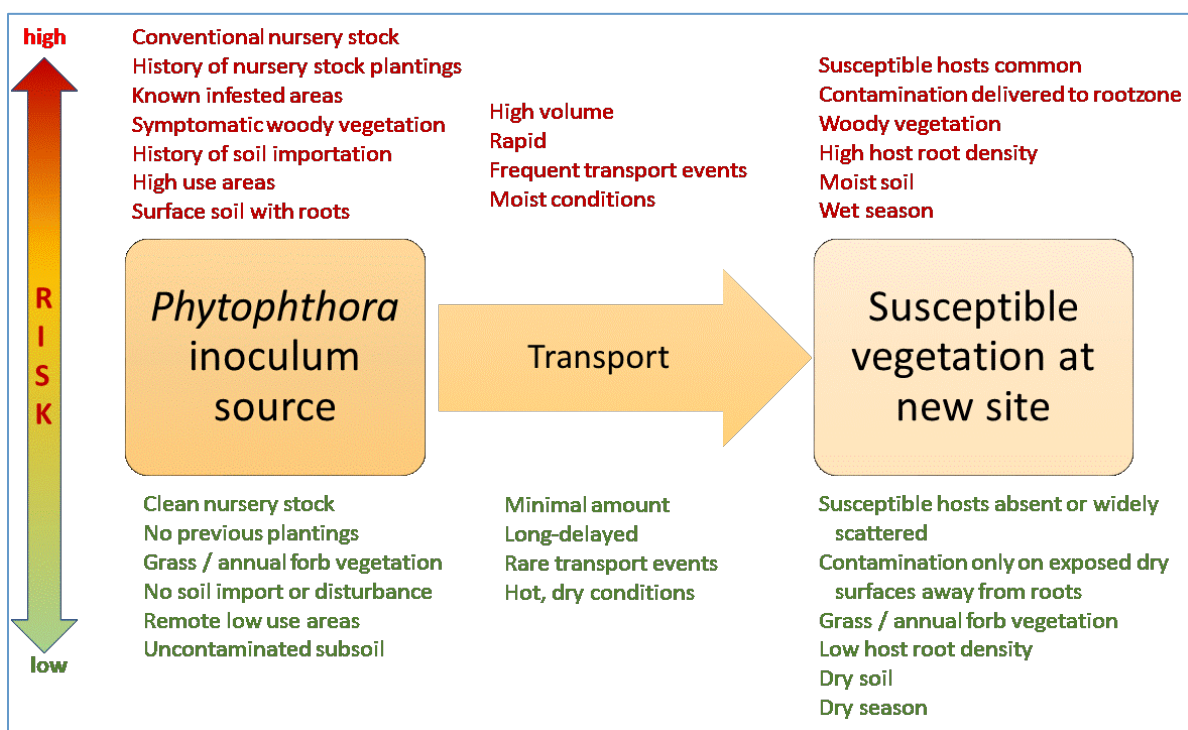 high
Conventional nursery stock
History of nursery stock plantings
Known infested areas
Symptomatic woody vegetation
History of soil importation
High use areas
Surface soil with roots
High volume
Rapid
Frequent transport events
Moist conditions
Susceptible hosts common
Contamination delivered to rootzone
Woody vegetation
High host root density
Moist soil
Wet season
R
I
S
K
Phytophthora
inoculum
source
Transport
Susceptible
vegetation at
new site
Clean nursery stock
No previous plantings
Grass / annual forb vegetation
No soil import or disturbance
Remote low use areas
Uncontaminated subsoil
low
Minimal amount
Long-delayed
Rare transport events
Hot, dry conditions
Susceptible hosts absent or widely
scattered
Contamination only on exposed dry
surfaces away from roots
Grass / annual forb vegetation
Low host root density
Dry soil
Dry season